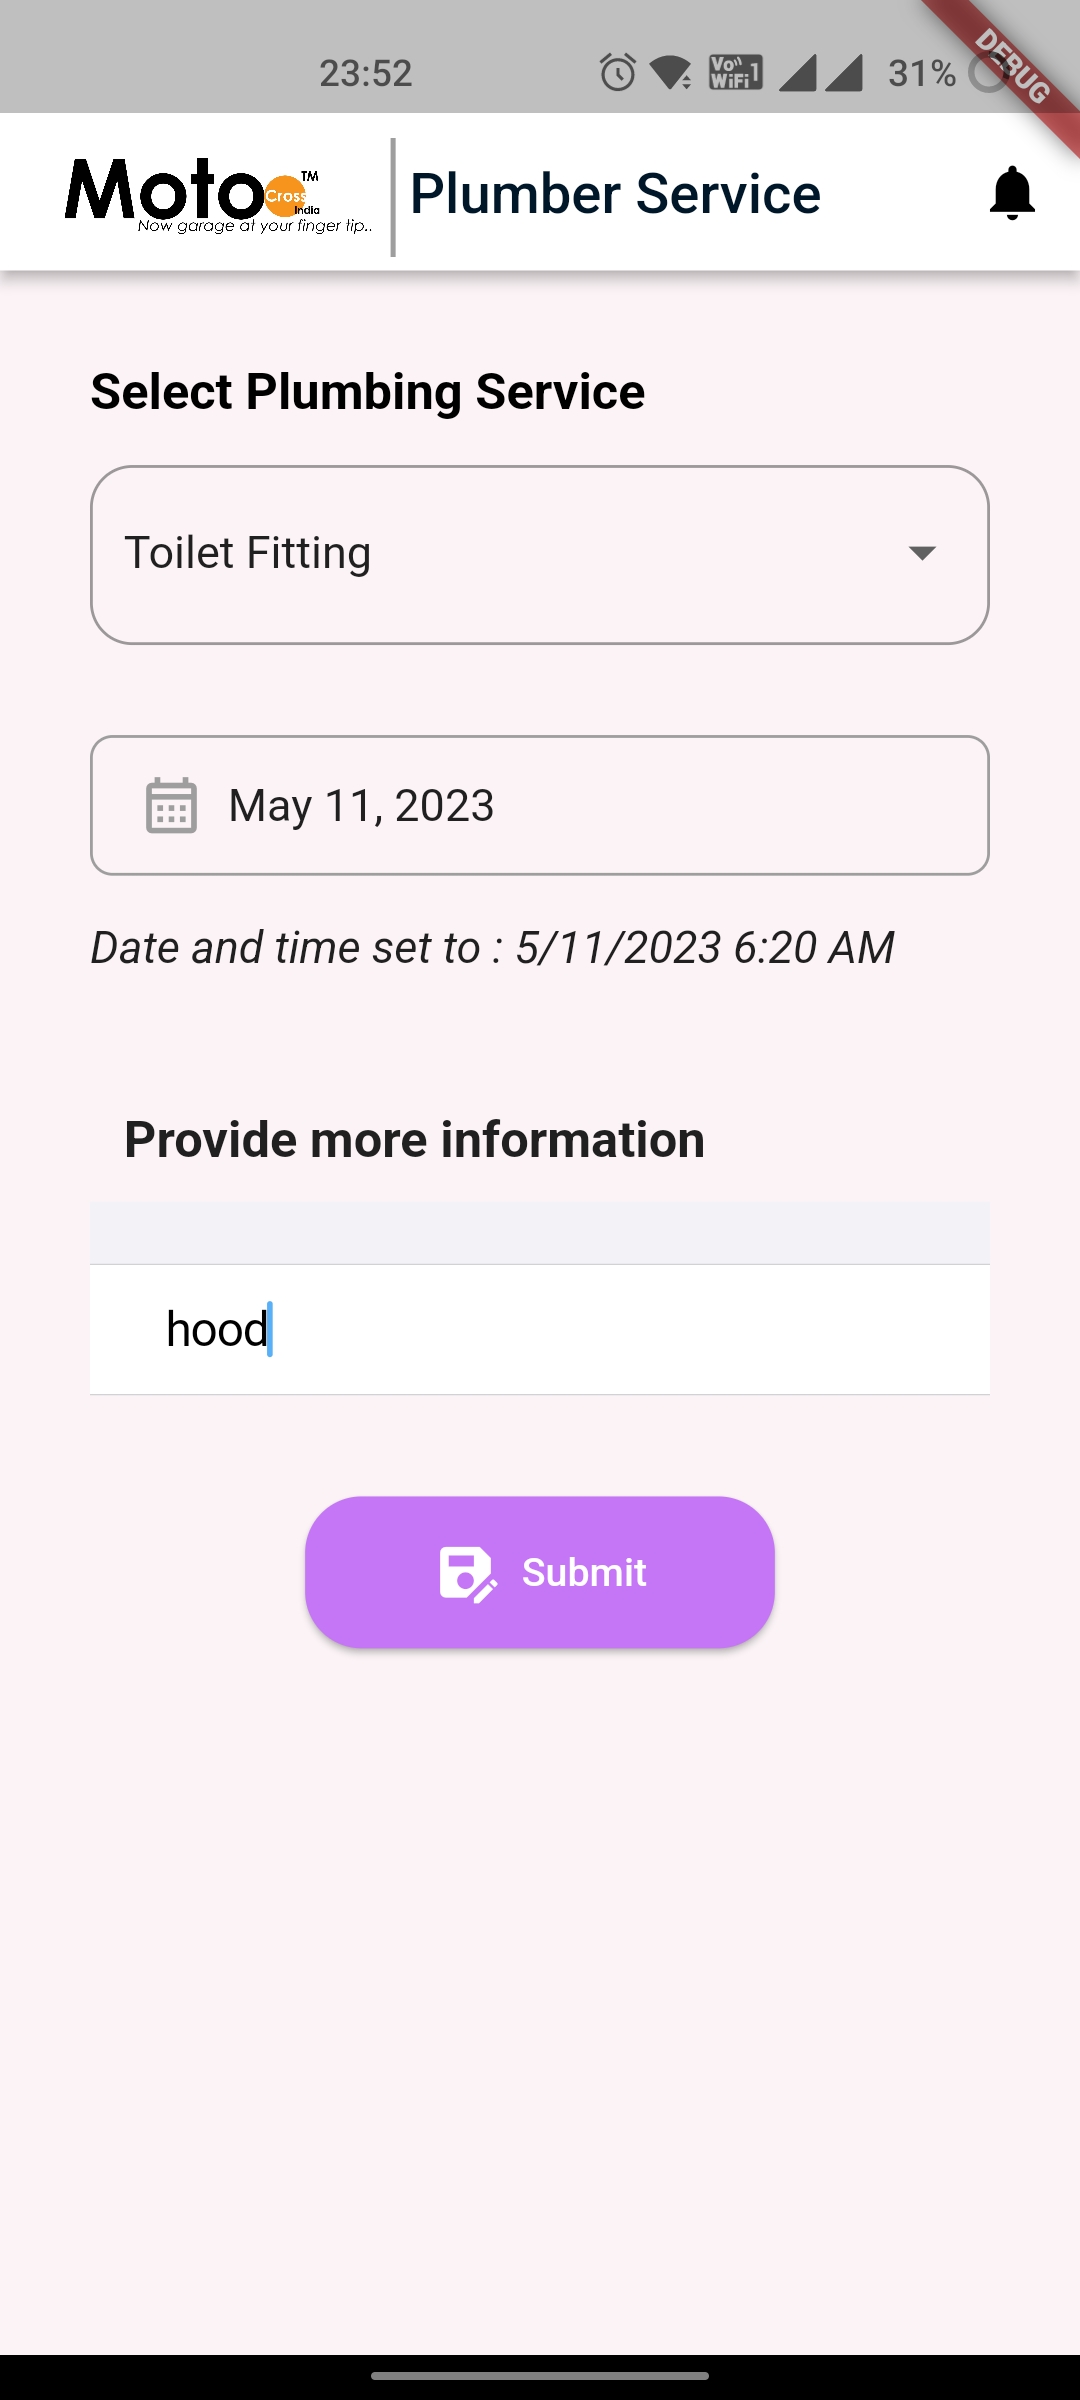 23:52 Vo WiFi 1 31%
DEBUG
Moto Cross India TM
Now garage at your finger tip..
Plumber Service
Select Plumbing Service
Toilet Fitting
May 11, 2023
Date and time set to : 5/11/2023 6:20 AM
Provide more information
hood
Submit